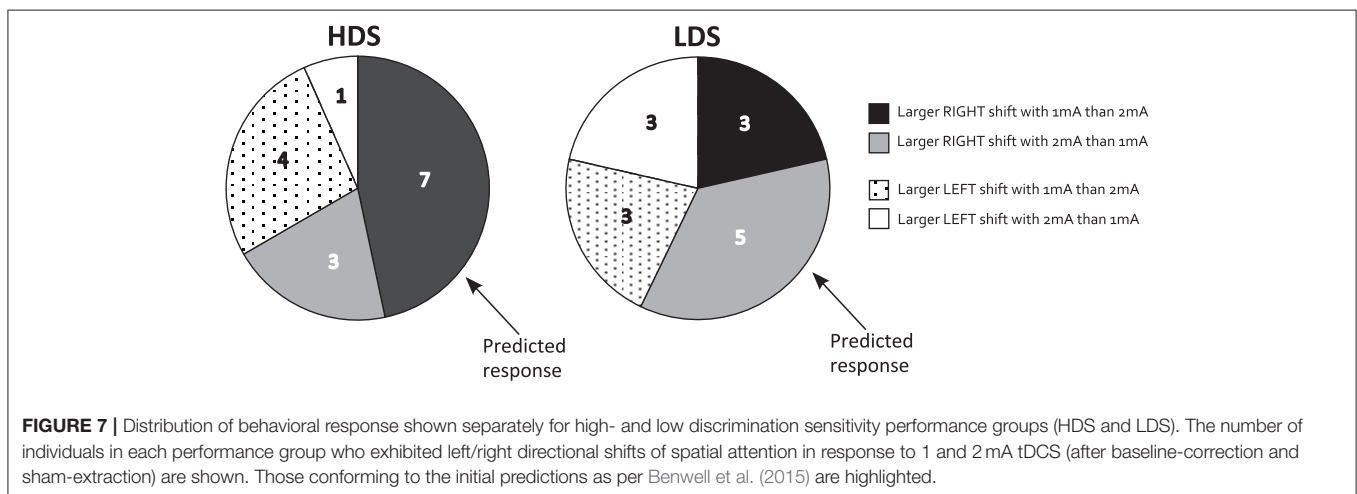 HDS
LDS
1
4
7
3
3
3
3
5
Larger RIGHT shift with 1mA than 2mA
Larger RIGHT shift with 2mA than 1mA
Larger LEFT shift with 1mA than 2mA
Larger LEFT shift with 2mA than 1mA
Predicted
response
Predicted
response
FIGURE 7 | Distribution of behavioral response shown separately for high- and low discrimination sensitivity performance groups (HDS and LDS). The number of
individuals in each performance group who exhibited left/right directional shifts of spatial attention in response to 1 and 2 mA tDCS (after baseline-correction and
sham-extraction) are shown. Those conforming to the initial predictions as per Benwell et al. (2015) are highlighted.